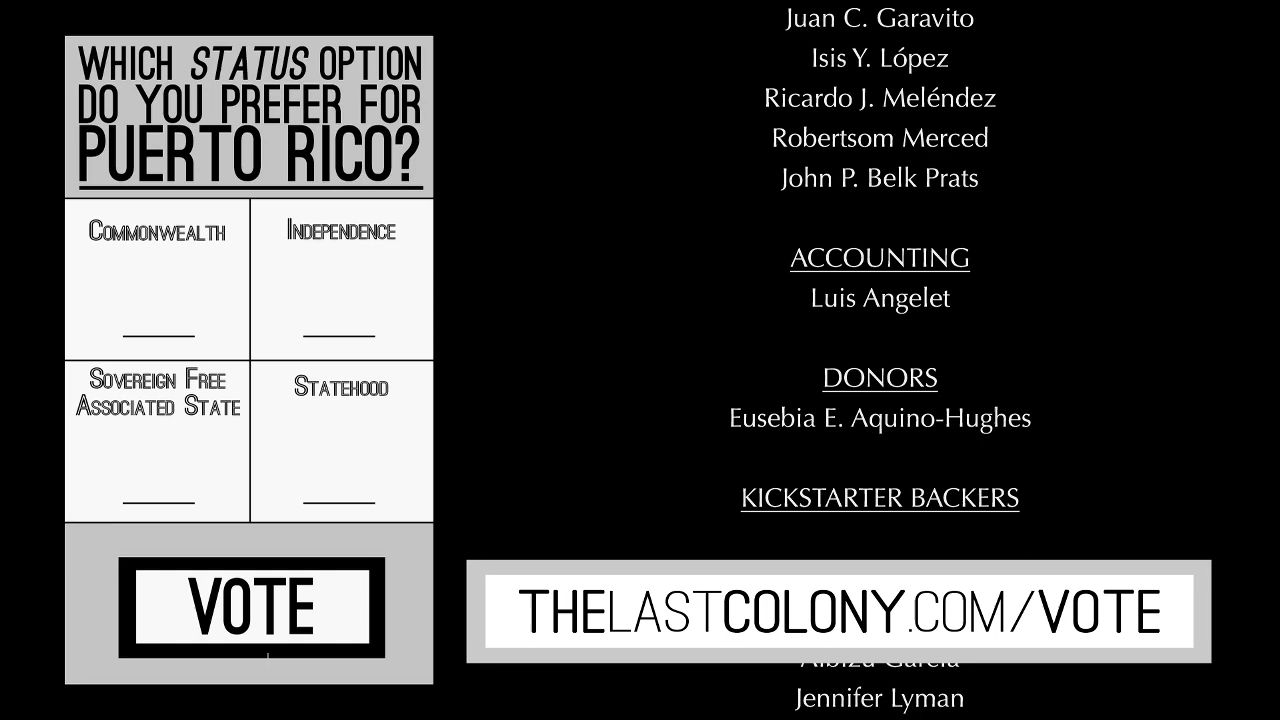 WHICH STATUS OPTION
DO YOU PREFER FOR
PUERTO RICO?
COMMONWEALTH
INDEPENDENCE
SOVEREIGN FREE
ASSOCIATED STATE
STATEHOOD
VOTE
Juan C. Garavito
Isis Y. López
Ricardo J. Meléndez
Robertsom Merced
John P. Belk Prats
ACCOUNTING
Luis Angelet
DONORS
Eusebia E. Aquino-Hughes
KICKSTARTER BACKERS
THELASTCOLONY.COM/VOTE
Jennifer Lyman